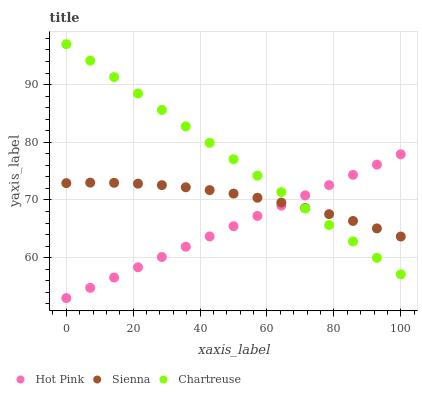 title
yaxis_label
90
80
70
60
0 20 40 60 80 100
xaxis_label
Hot Pink Sienna Chartreuse